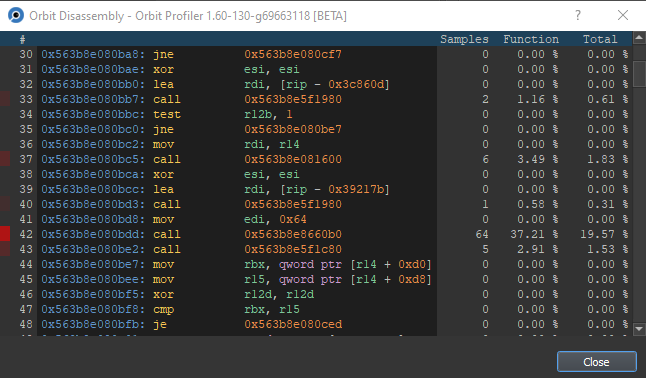 Orbit Disassembly - Orbit Profiler 1.60-130-g69663118 [BETA] ?
# Samples Function Total
30 0x563b8e080ba8: jne 0x563b8e080cf7 0 0.00 % 0.00 %
31 0x563b8e080bae: xor esi, esi 0 0.00 % 0.00 %
32 0x563b8e080bb0: lea rdi, [rip - 0x3c860d] 0 0.00 % 0.00 %
33 0x563b8e080bb7: call 0x563b8e5f1980 2 1.16 % 0.61 %
34 0x563b8e080bbc: test r12b, 1 0 0.00 % 0.00 %
35 0x563b8e080bc0: jne 0x563b8e080be7 0 0.00 % 0.00 %
36 0x563b8e080bc2: mov rdi, r14 0 0.00 % 0.00 %
37 0x563b8e080bc5: call 0x563b8e081600 6 3.49 % 1.83 %
38 0x563b8e080bca: xor esi, esi 0 0.00 % 0.00 %
39 0x563b8e080bcc: lea rdi, [rip - 0x39217b] 0 0.00 % 0.00 %
40 0x563b8e080bd3: call 0x563b8e5f1980 1 0.58 % 0.31 %
41 0x563b8e080bd8: mov edi, 0x64 0 0.00 % 0.00 %
42 0x563b8e080bdd: call 0x563b8e8660b0 64 37.21 % 19.57 %
43 0x563b8e080be2: call 0x563b8e5f1c80 5 2.91 % 1.53 %
44 0x563b8e080be7: mov rbx, qword ptr [r14 + 0xd0] 0 0.00 % 0.00 %
45 0x563b8e080bee: mov r15, qword ptr [r14 + 0xd8] 0 0.00 % 0.00 %
46 0x563b8e080bf5: xor r12d, r12d 0 0.00 % 0.00 %
47 0x563b8e080bf8: cmp rbx, r15 0 0.00 % 0.00 %
48 0x563b8e080bfb: je 0x563b8e080ced 0 0.00 % 0.00 %
Close